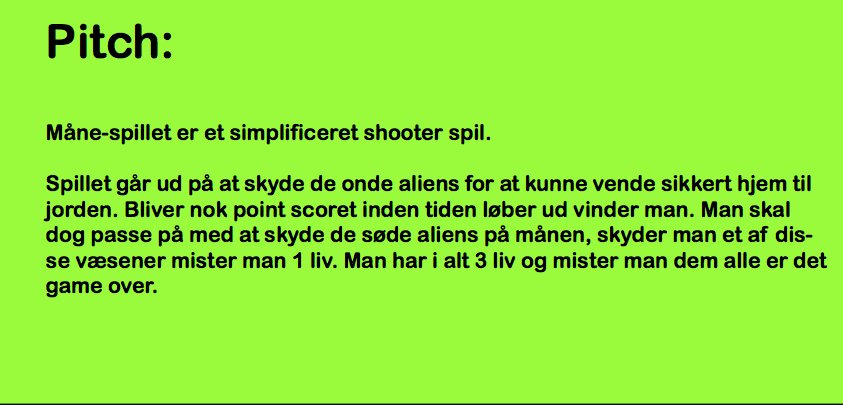 Pitch:
Måne-spillet er et simplificeret shooter spil.
Spillet går ud på at skyde de onde aliens for at kunne vende sikkert hjem til
jorden. Bliver nok point scoret inden tiden løber ud vinder man. Man skal
dog passe på med at skyde de søde aliens på månen, skyder man et af dis-
se væsener mister man 1 liv. Man har i alt 3 liv og mister man dem alle er det
game over.